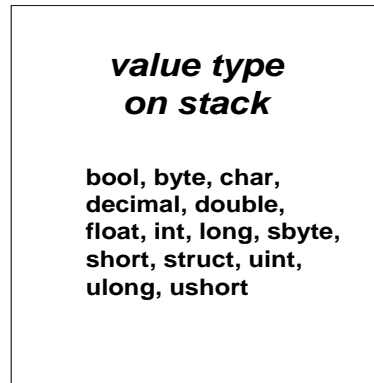 value type
on stack
bool, byte, char,
decimal, double,
float, int, long, sbyte,
short, struct, uint,
ulong, ushort